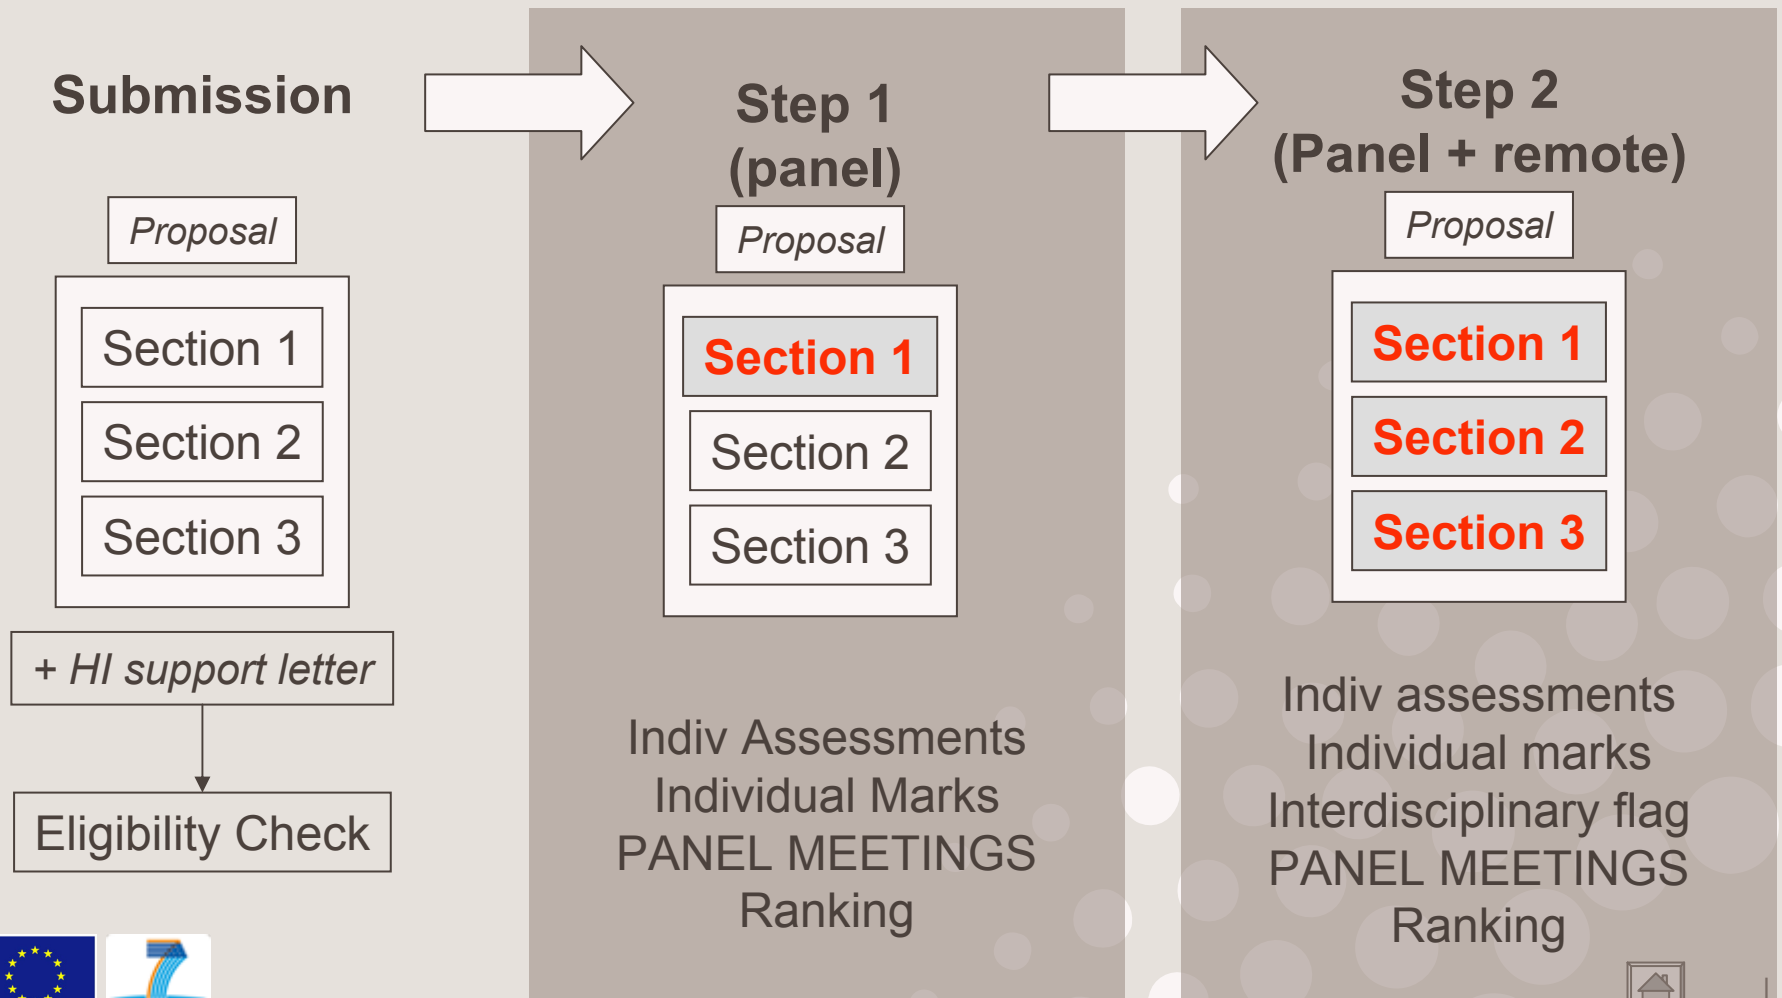 Submission
Proposal
Section 1
Section 2
Section 3
+ HI support letter
Eligibility Check
Step 1
(panel)
Proposal
Section 1
Section 2
Section 3
Indiv Assessments
Individual Marks
PANEL MEETINGS
Ranking
Step 2
(Panel + remote)
Proposal
Section 1
Section 2
Section 3
Indiv assessments
Individual marks
Interdisciplinary flag
PANEL MEETINGS
Ranking
7